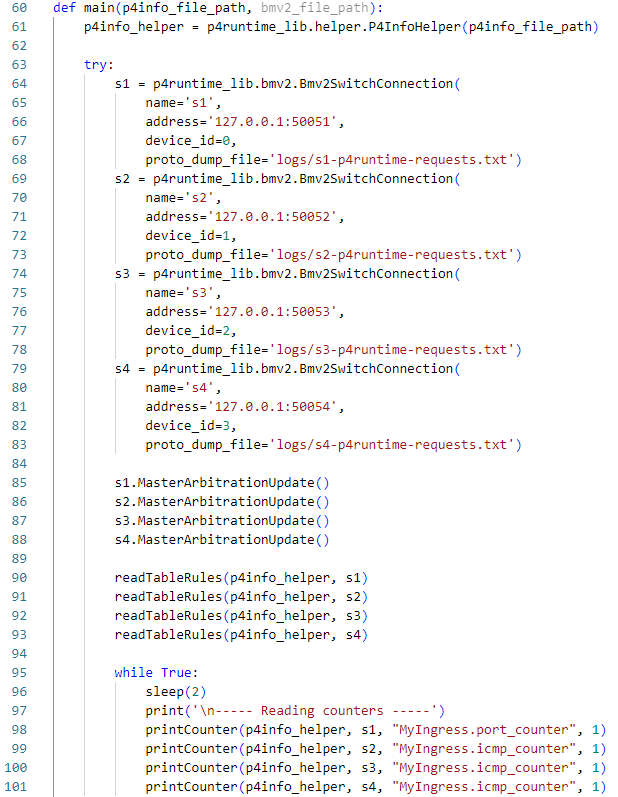 60 def main(p4info_file_path, bmv2_file_path):
61     p4info_helper = p4runtime_lib.helper.P4InfoHelper(p4info_file_path)
62
63     try:
64         s1 = p4runtime_lib.bmv2.Bmv2SwitchConnection(
65             name='s1',
66             address='127.0.0.1:50051',
67             device_id=0,
68             proto_dump_file='logs/s1-p4runtime-requests.txt')
69         s2 = p4runtime_lib.bmv2.Bmv2SwitchConnection(
70             name='s2',
71             address='127.0.0.1:50052',
72             device_id=1,
73             proto_dump_file='logs/s2-p4runtime-requests.txt')
74         s3 = p4runtime_lib.bmv2.Bmv2SwitchConnection(
75             name='s3',
76             address='127.0.0.1:50053',
77             device_id=2,
78             proto_dump_file='logs/s3-p4runtime-requests.txt')
79         s4 = p4runtime_lib.bmv2.Bmv2SwitchConnection(
80             name='s4',
81             address='127.0.0.1:50054',
82             device_id=3,
83             proto_dump_file='logs/s4-p4runtime-requests.txt')
84
85         s1.MasterArbitrationUpdate()
86         s2.MasterArbitrationUpdate()
87         s3.MasterArbitrationUpdate()
88         s4.MasterArbitrationUpdate()
89
90         readTableRules(p4info_helper, s1)
91         readTableRules(p4info_helper, s2)
92         readTableRules(p4info_helper, s3)
93         readTableRules(p4info_helper, s4)
94
95         while True:
96             sleep(2)
97             print('\n----- Reading counters -----')
98             printCounter(p4info_helper, s1, "MyIngress.port_counter", 1)
99             printCounter(p4info_helper, s2, "MyIngress.icmp_counter", 1)
100             printCounter(p4info_helper, s3, "MyIngress.icmp_counter", 1)
101             printCounter(p4info_helper, s4, "MyIngress.icmp_counter", 1)